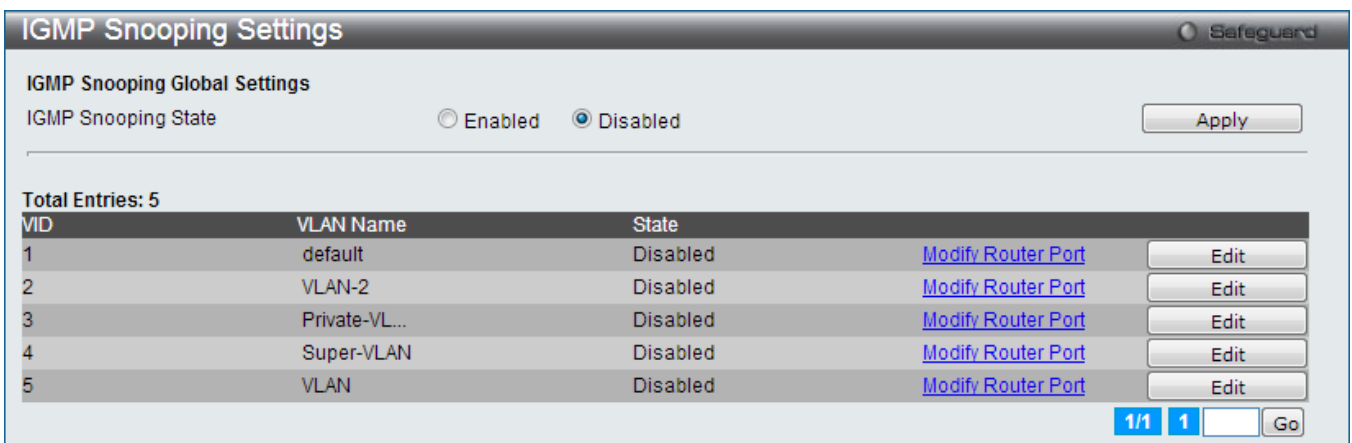 IGMP Snooping Settings Safeguard
IGMP Snooping Global Settings
IGMP Snooping State Enabled Disabled Apply
Total Entries: 5
VID VLAN Name State
1 default Disabled Modify Router Port Edit
2 VLAN-2 Disabled Modify Router Port Edit
3 Private-VL... Disabled Modify Router Port Edit
4 Super-VLAN Disabled Modify Router Port Edit
5 VLAN Disabled Modify Router Port Edit
1/1 1 Go